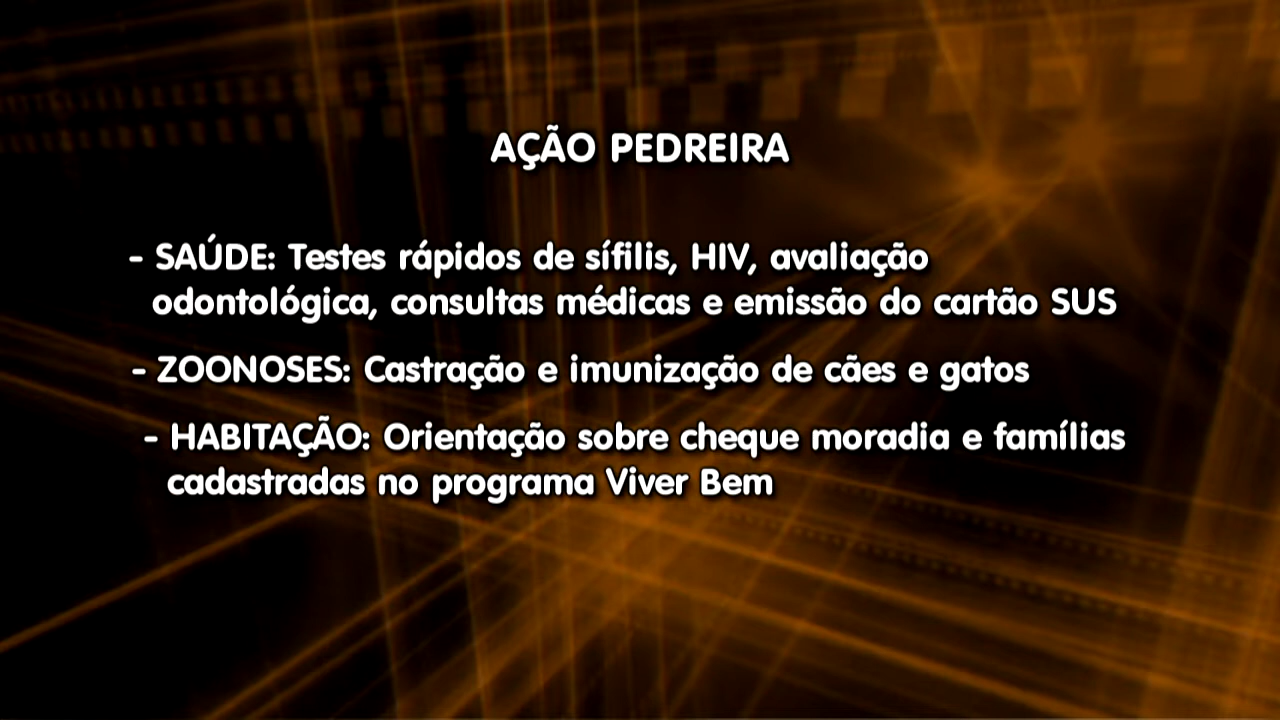 AÇÃO PEDREIRA
- SAÚDE: Testes rápidos de sífilis, HIV, avaliação
odontológica, consultas médicas e emissão do cartão SUS
- ZOONOSES: Castração e imunização de cães e gatos
- HABITAÇÃO: Orientação sobre cheque moradia e famílias
cadastradas no programa Viver Bem